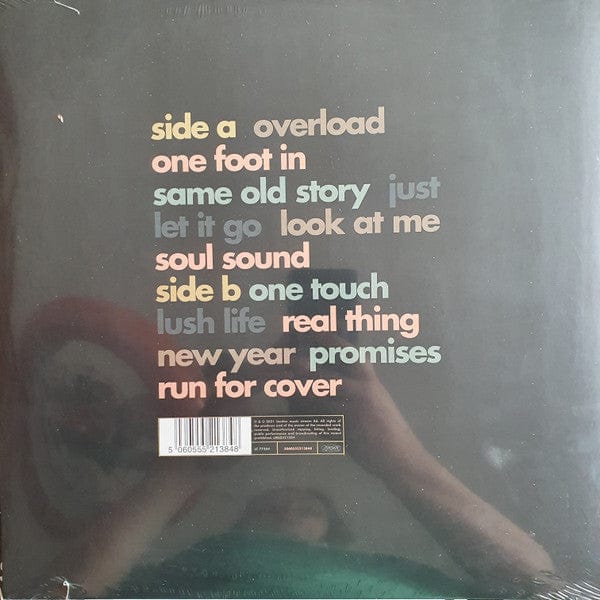 side a overload
one foot in
same old story just
let it go look at me
soul sound
side b one touch
lush life real thing
new year promises
run for cover
5 060555 213848